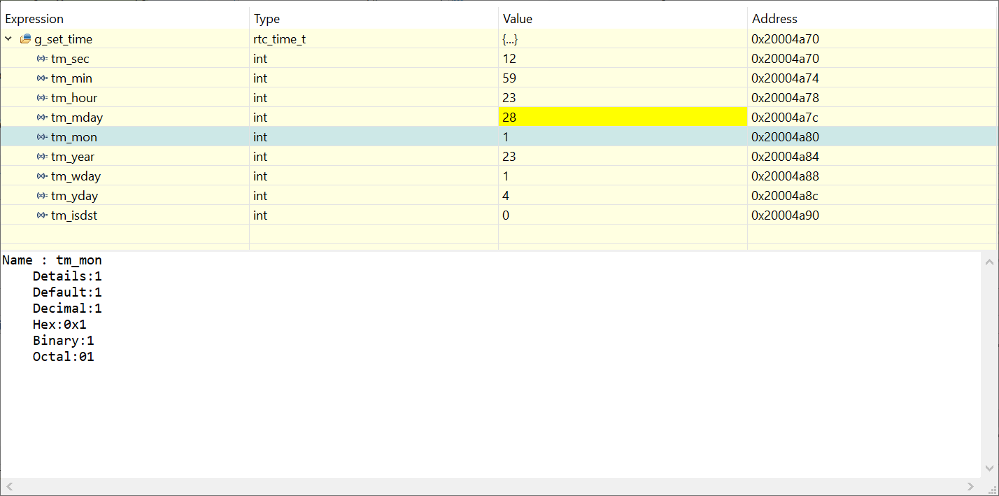 Expression Type Value Address
g_set_time rtc_time_t {...} 0x20004a70
(x)= tm_sec int 12 0x20004a70
(x)= tm_min int 59 0x20004a74
(x)= tm_hour int 23 0x20004a78
(x)= tm_mday int 28 0x20004a7c
(x)= tm_mon int 1 0x20004a80
(x)= tm_year int 23 0x20004a84
(x)= tm_wday int 1 0x20004a88
(x)= tm_yday int 4 0x20004a8c
(x)= tm_isdst int 0 0x20004a90
Name : tm_mon
Details:1
Default:1
Decimal:1
Hex:0x1
Binary:1
Octal:01